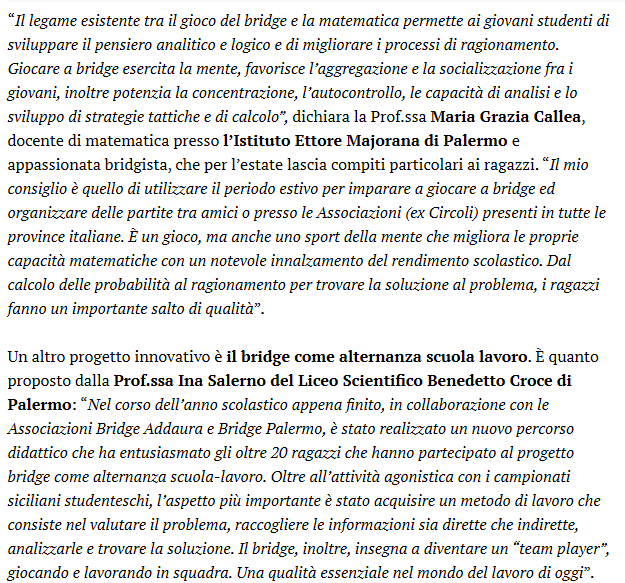 “Il legame esistente tra il gioco del bridge e la matematica permette ai giovani studenti di
sviluppare il pensiero analitico e logico e di migliorare i processi di ragionamento.
Giocare a bridge esercita la mente, favorisce l’aggregazione e la socializzazione fra i
giovani, inoltre potenzia la concentrazione, l’autocontrollo, le capacità di analisi e lo
sviluppo di strategie tattiche e di calcolo”, dichiara la Prof.ssa Maria Grazia Callea,
docente di matematica presso l’Istituto Ettore Majorana di Palermo e
appassionata bridgista, che per l’estate lascia compiti particolari ai ragazzi. “Il mio
consiglio è quello di utilizzare il periodo estivo per imparare a giocare a bridge ed
organizzare delle partite tra amici o presso le Associazioni (ex Circoli) presenti in tutte le
province italiane. È un gioco, ma anche uno sport della mente che migliora le proprie
capacità matematiche con un notevole innalzamento del rendimento scolastico. Dal
calcolo delle probabilità al ragionamento per trovare la soluzione al problema, i ragazzi
fanno un importante salto di qualità”.
Un altro progetto innovativo è il bridge come alternanza scuola lavoro. È quanto
proposto dalla Prof.ssa Ina Salerno del Liceo Scientifico Benedetto Croce di
Palermo: “Nel corso dell’anno scolastico appena finito, in collaborazione con le
Associazioni Bridge Addaura e Bridge Palermo, è stato realizzato un nuovo percorso
didattico che ha entusiasmato gli oltre 20 ragazzi che hanno partecipato al progetto
bridge come alternanza scuola-lavoro. Oltre all’attività agonistica con i campionati
siciliani studenteschi, l’aspetto più importante è stato acquisire un metodo di lavoro che
consiste nel valutare il problema, raccogliere le informazioni sia dirette che indirette,
analizzarle e trovare la soluzione. Il bridge, inoltre, insegna a diventare un “team player”,
giocando e lavorando in squadra. Una qualità essenziale nel mondo del lavoro di oggi”.